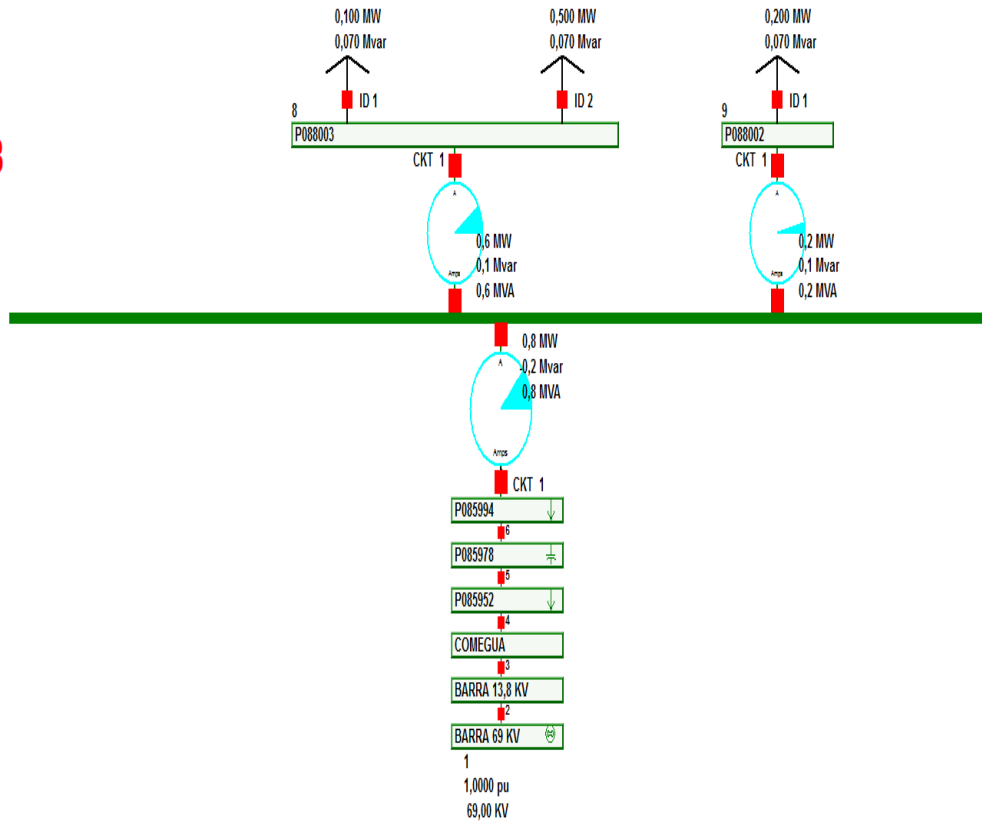 0,100 MW
0,070 Mvar
0,500 MW
0,070 Mvar
0,200 MW
0,070 Mvar
ID 1
ID 2
ID 1
8
P088003
9
P088002
CKT 1
CKT 1
A
A
0,6 MW
0,1 Mvar
0,6 MVA
Amps
0,2 MW
0,1 Mvar
0,2 MVA
Amps
0,8 MW
-0,2 Mvar
0,8 MVA
A
Amps
CKT 1
P085994
6
P085978
5
P085952
4
COMEGUA
3
BARRA 13,8 KV
2
BARRA 69 KV
1
1,0000 pu
69,00 KV